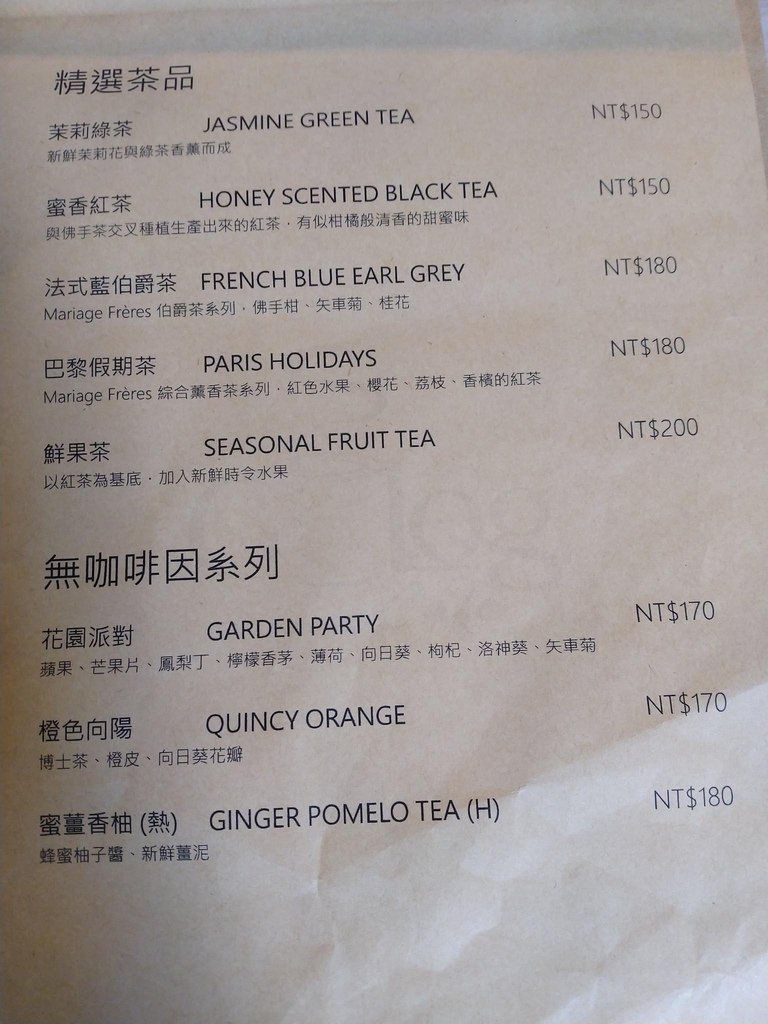 精選茶品
茉莉綠茶 JASMINE GREEN TEA NT$150
新鮮茉莉花與綠茶香薰而成
蜜香紅茶 HONEY SCENTED BLACK TEA NT$150
與佛手茶交叉種植生產出來的紅茶，有似柑橘般清香的甜蜜味
法式藍伯爵茶 FRENCH BLUE EARL GREY NT$180
Mariage Frères 伯爵茶系列，佛手柑、矢車菊、桂花
巴黎假期茶 PARIS HOLIDAYS NT$180
Mariage Frères 綜合薰香茶系列，紅色水果、櫻花、荔枝、香檳的紅茶
鮮果茶 SEASONAL FRUIT TEA NT$200
以紅茶為基底，加入新鮮時令水果
無咖啡因系列
花園派對 GARDEN PARTY NT$170
蘋果、芒果片、鳳梨丁、檸檬香茅、薄荷、向日葵、枸杞、洛神葵、矢車菊
橙色向陽 QUINCY ORANGE NT$170
博士茶、橙皮、向日葵花瓣
蜜薑香柚 (熱) GINGER POMELO TEA (H) NT$180
蜂蜜柚子醬、新鮮薑泥